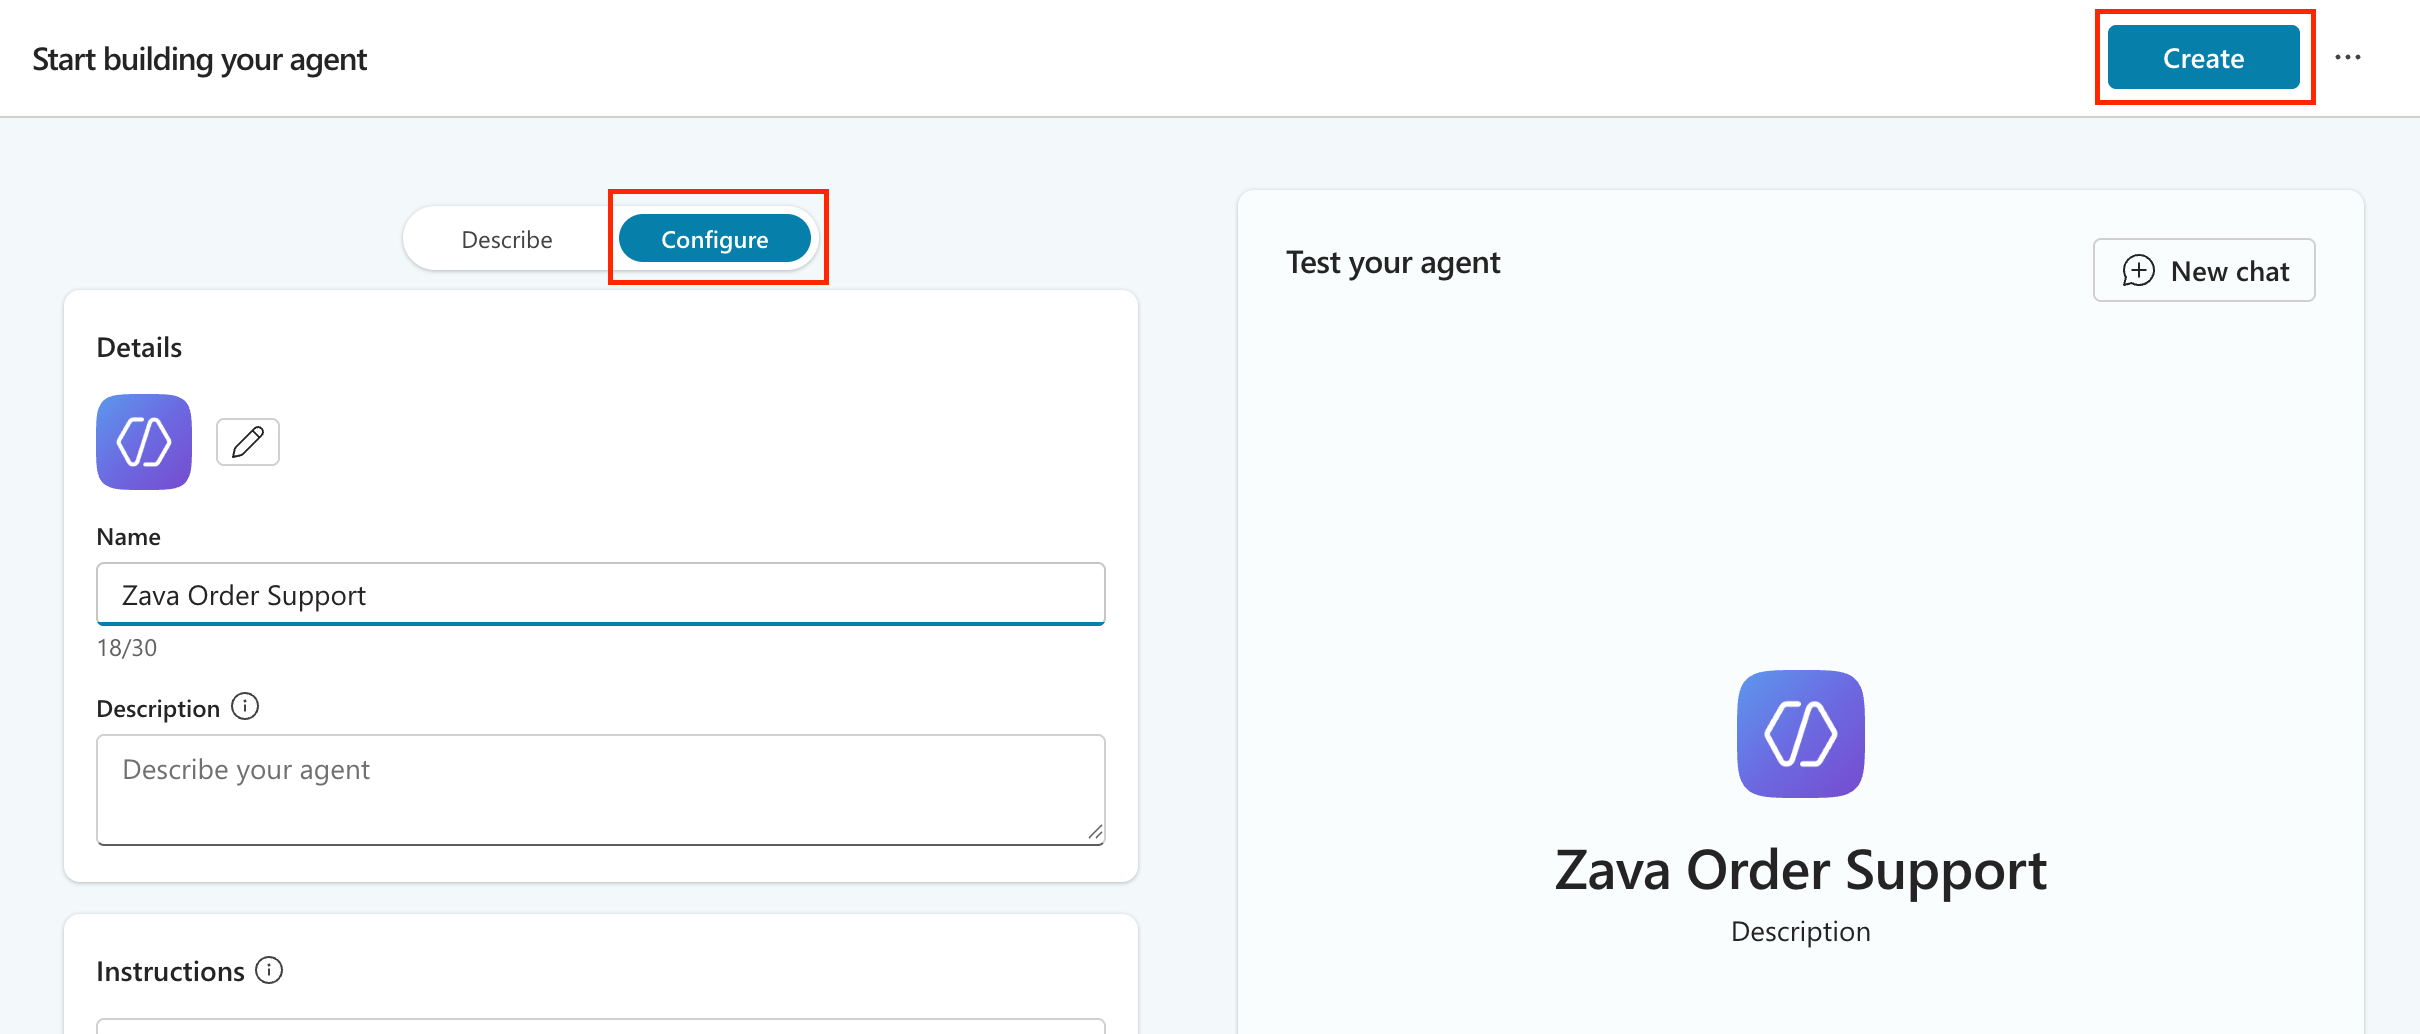 Start building your agent
Create
Describe
Configure
Details
Name
Zava Order Support
18/30
Description
Describe your agent
Instructions
Test your agent
New chat
Zava Order Support
Description